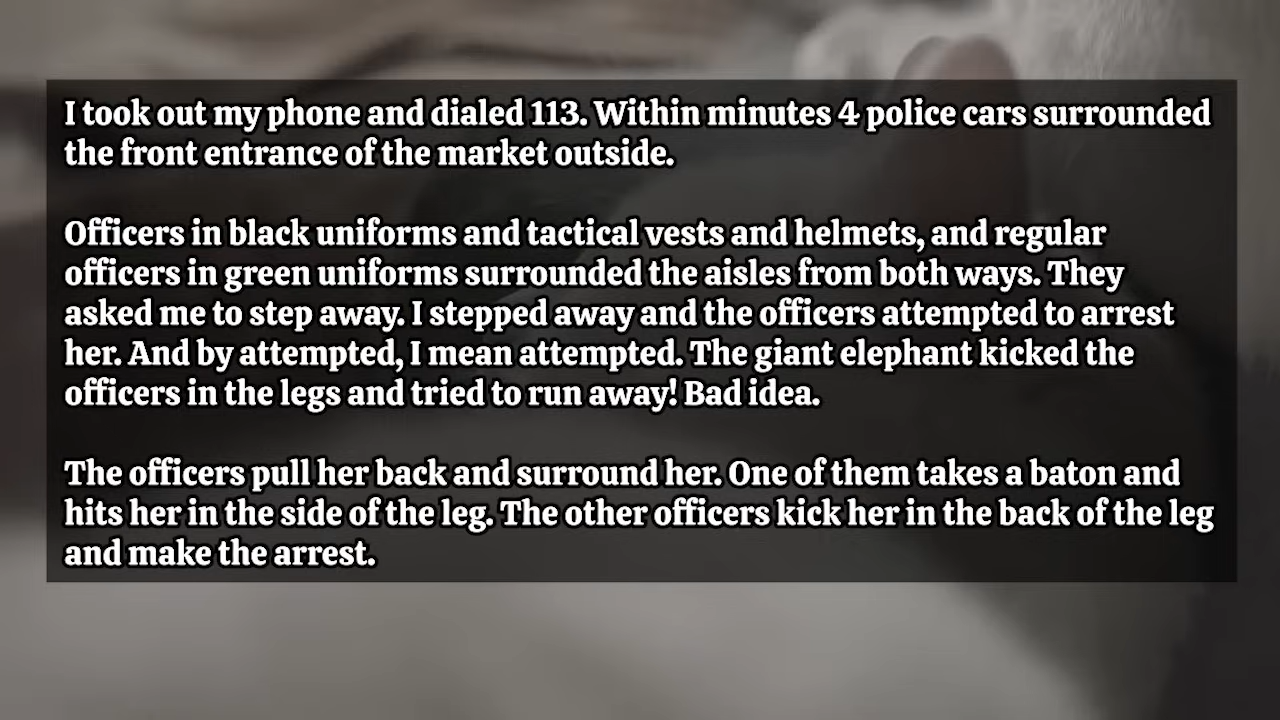 I took out my phone and dialed 113. Within minutes 4 police cars surrounded
the front entrance of the market outside.
Officers in black uniforms and tactical vests and helmets, and regular
officers in green uniforms surrounded the aisles from both ways. They
asked me to step away. I stepped away and the officers attempted to arrest
her. And by attempted, I mean attempted. The giant elephant kicked the
officers in the legs and tried to run away! Bad idea.
The officers pull her back and surround her. One of them takes a baton and
hits her in the side of the leg. The other officers kick her in the back of the leg
and make the arrest.